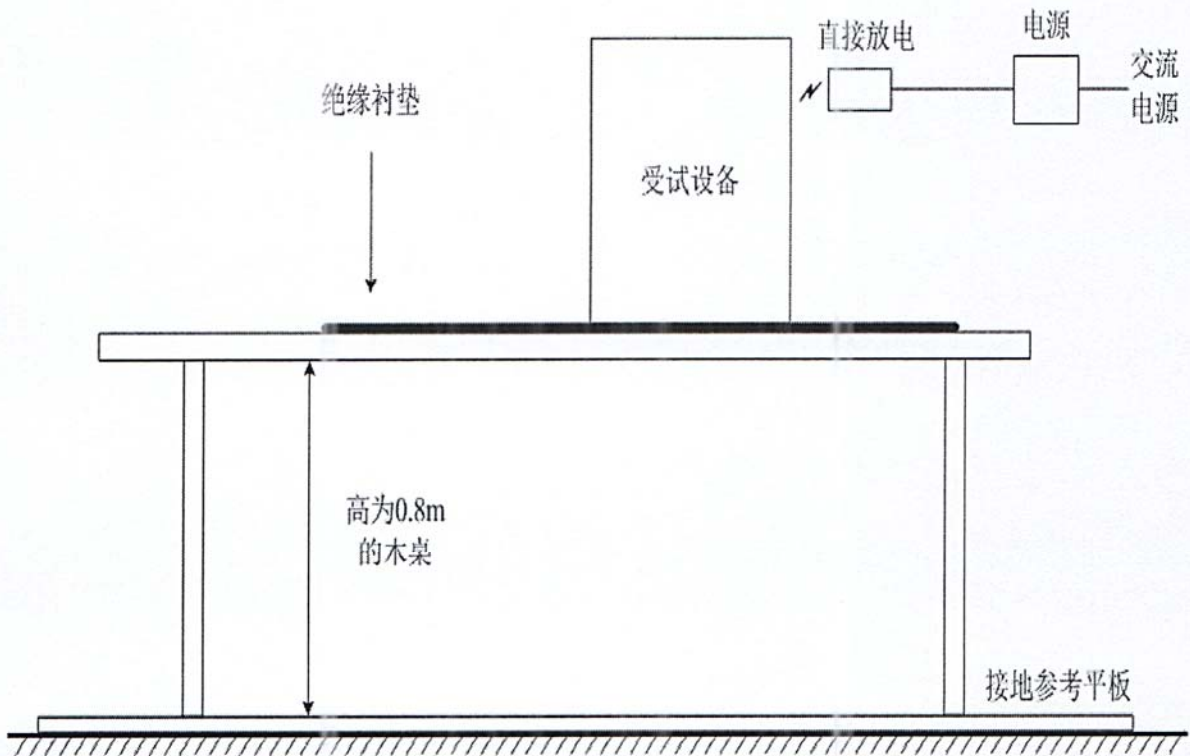 直接放电
电源
交流
电源
绝缘衬垫
受试设备
高为0.8m
的木桌
接地参考平板